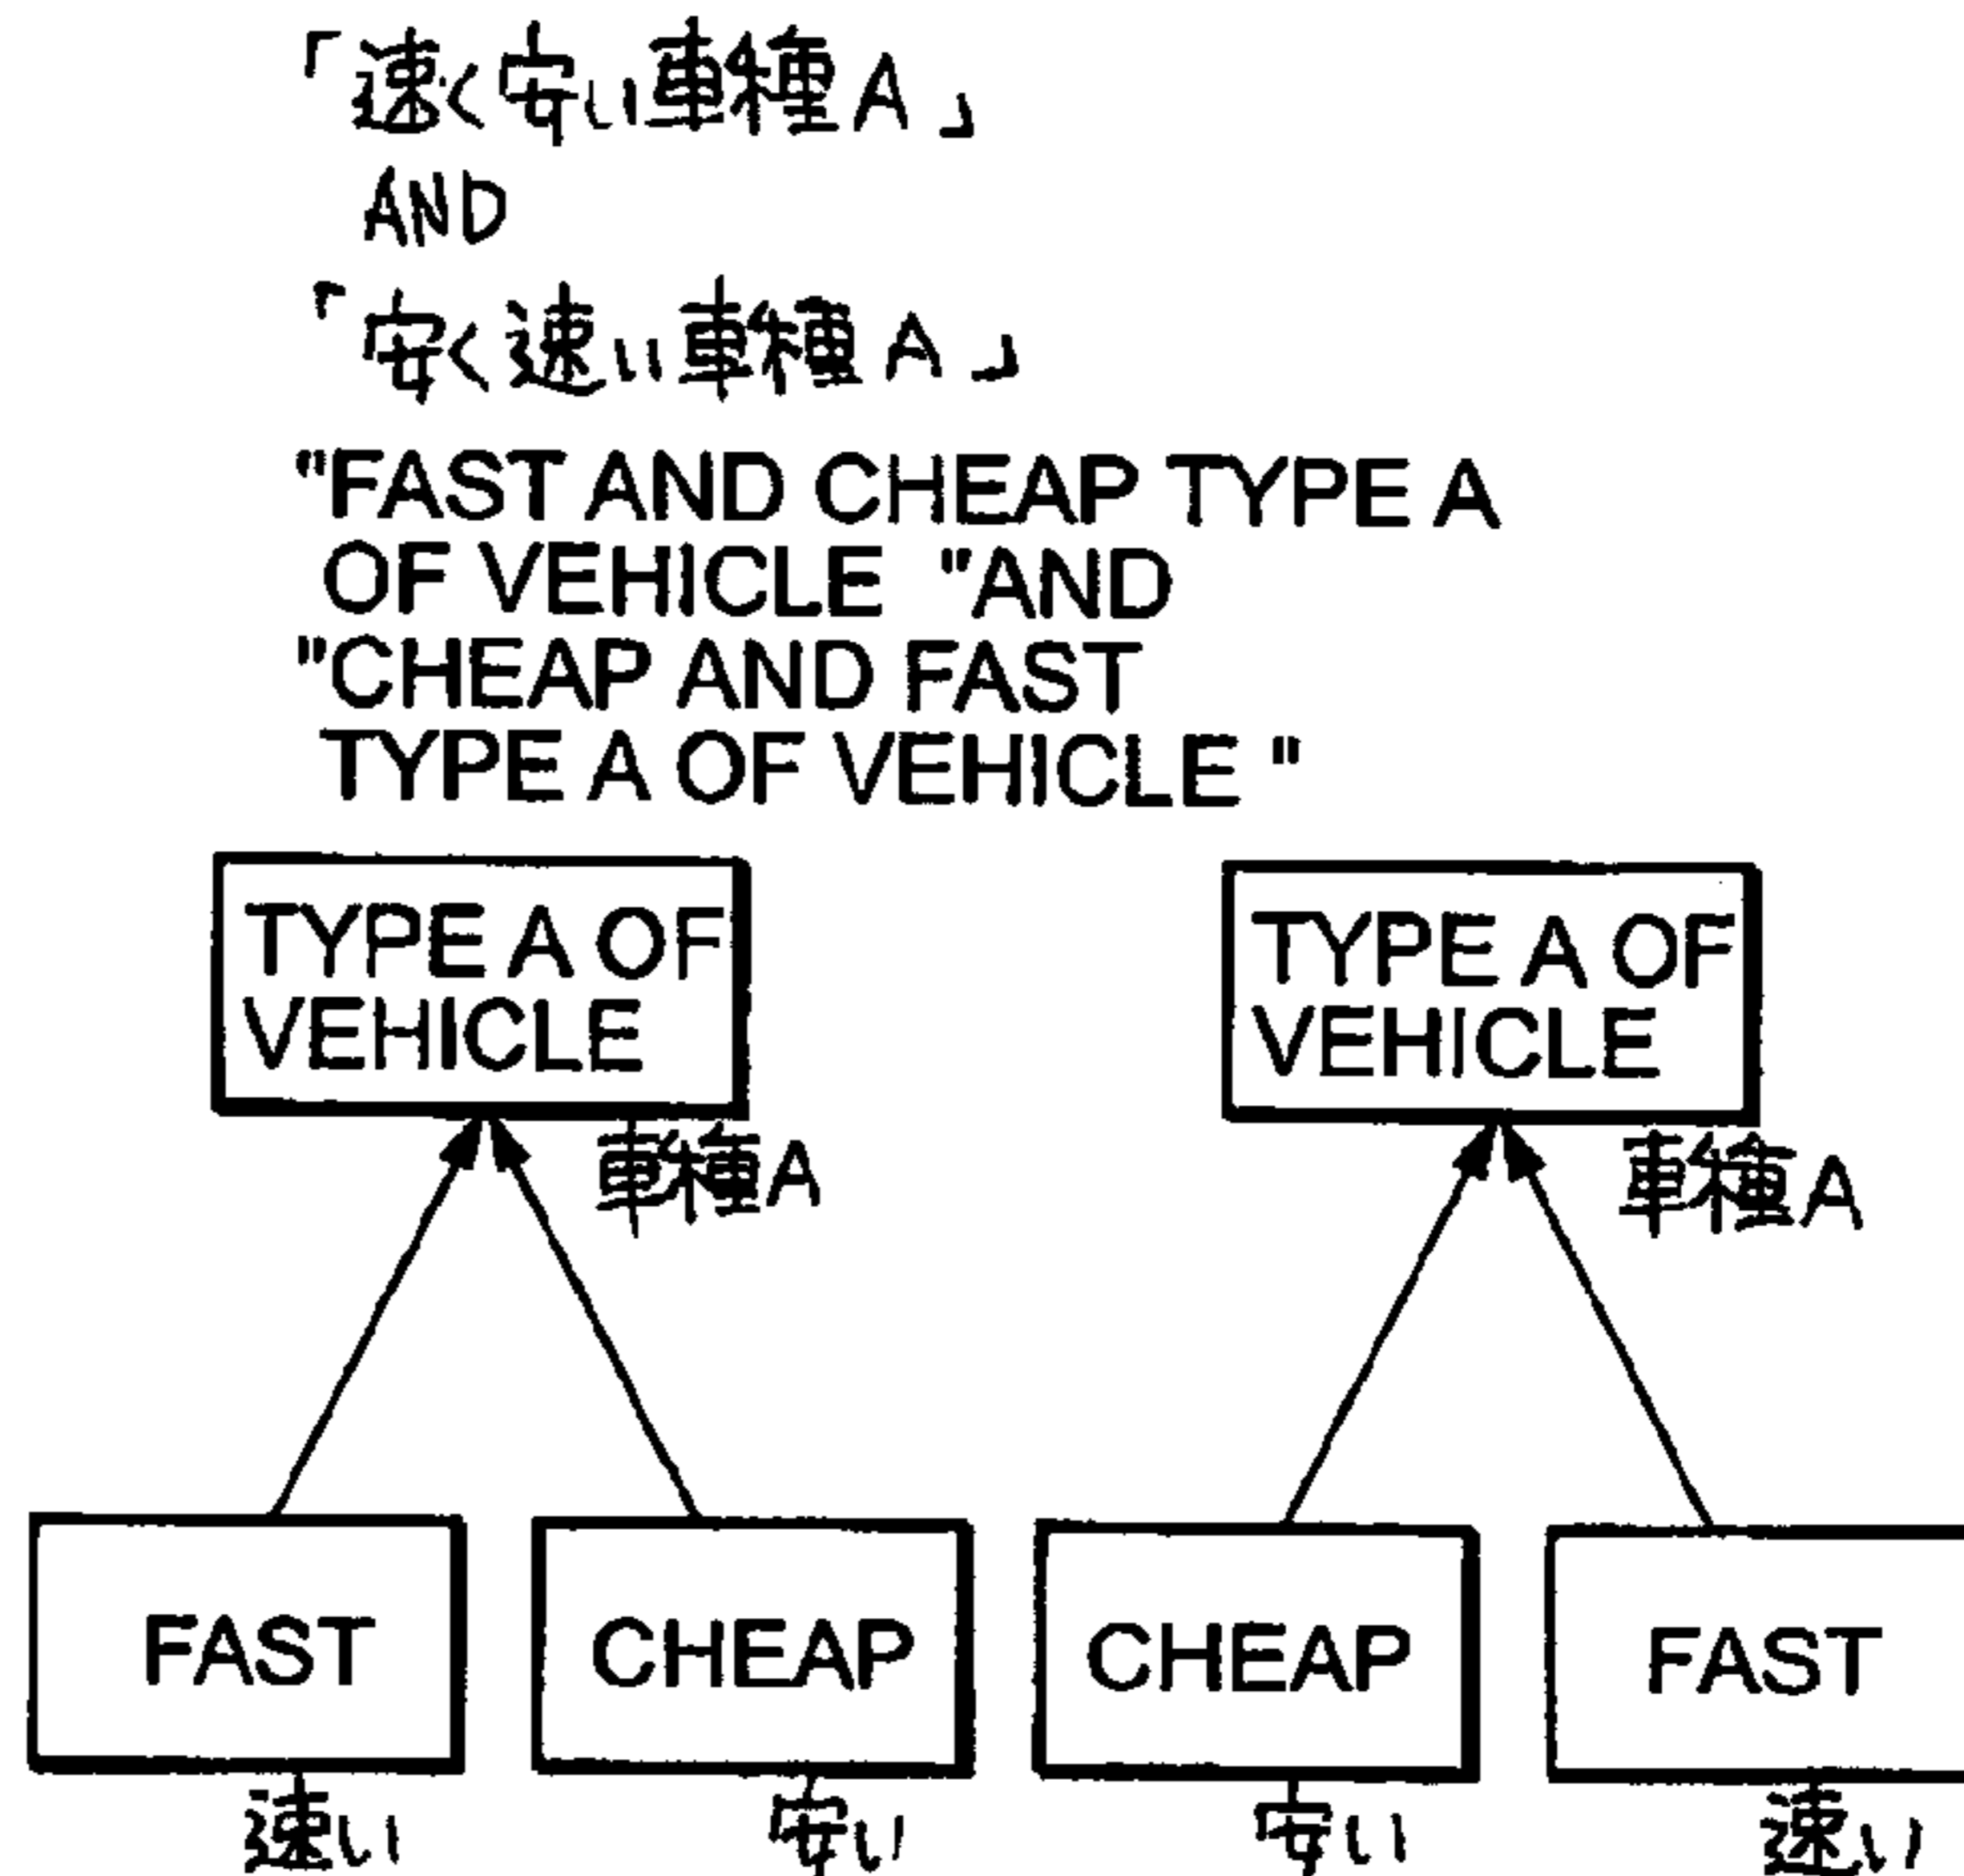 「速く安い車種A」
AND
「安く速い車種A」
"FAST AND CHEAP TYPE A
OF VEHICLE "AND
"CHEAP AND FAST
TYPE A OF VEHICLE "
TYPE A OF
VEHICLE
車種A
TYPE A OF
VEHICLE
車種A
FAST
速い
CHEAP
安い
CHEAP
安い
FAST
速い